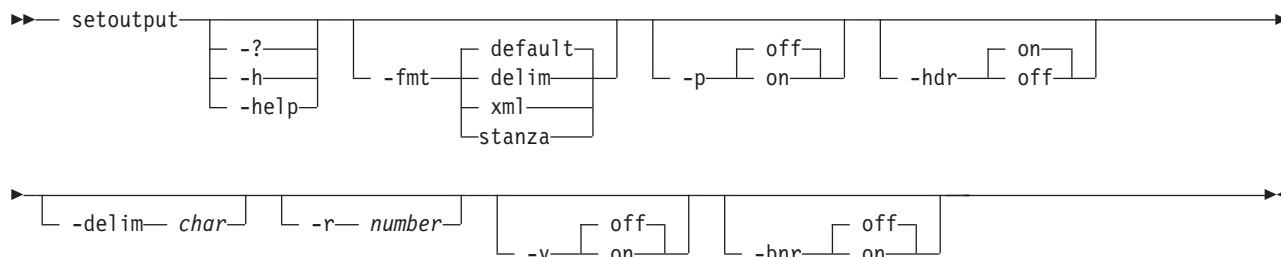 setoutput
-?
-h
-help
-fmt
default
delim
xml
stanza
-p
off
on
-hdr
on
off
-delim char
-r number
-v
off
on
-bnr
off
on